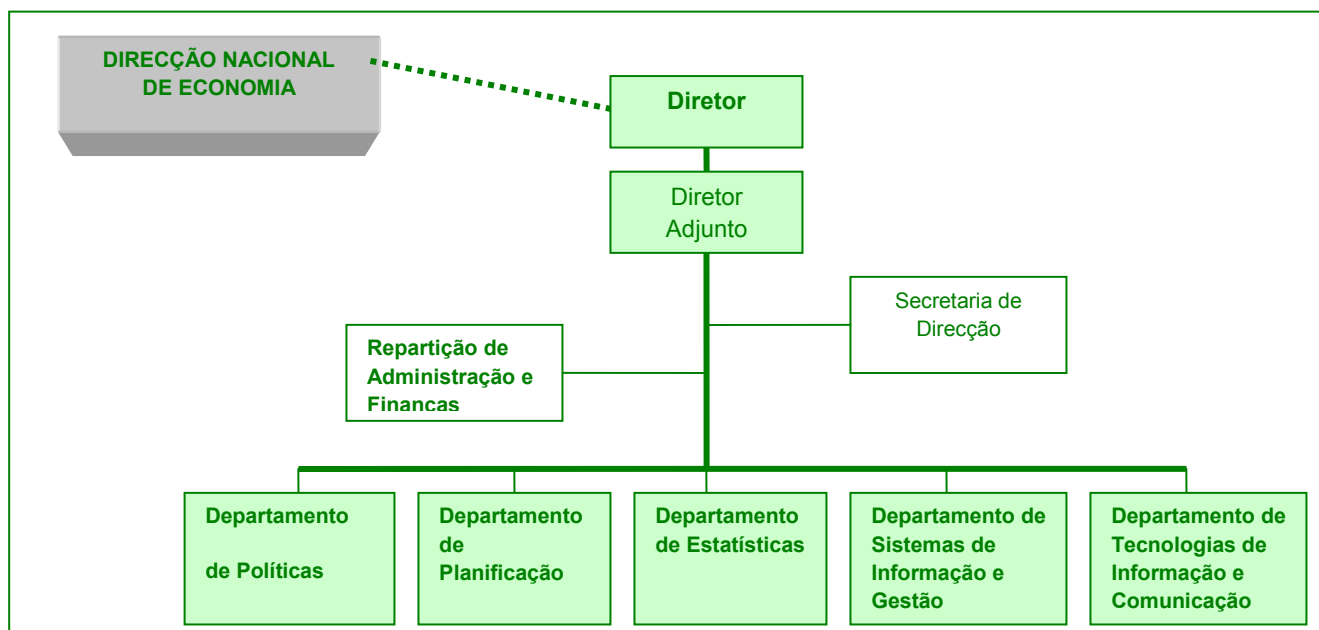 DIRECÇÃO NACIONAL
DE ECONOMIA
Diretor
Diretor
Adjunto
Secretaria de
Direcção
Repartição de
Administração e
Finanças
Departamento
de Políticas
Departamento
de
Planificação
Departamento
de Estatísticas
Departamento de
Sistemas de
Informação e
Gestão
Departamento de
Tecnologias de
Informação e
Comunicação